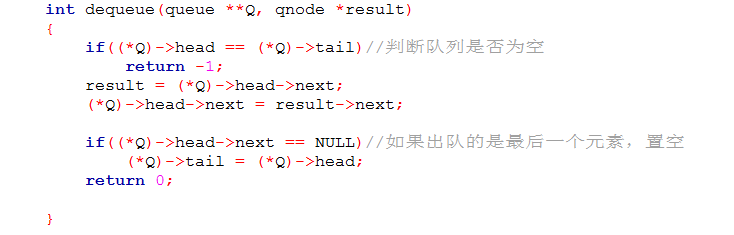 int dequeue(queue **Q, qnode *result)
{
    if((*Q)->head == (*Q)->tail)//判断队列是否为空
        return -1;
    result = (*Q)->head->next;
    (*Q)->head->next = result->next;
    if((*Q)->head->next == NULL)//如果出队的是最后一个元素，置空
        (*Q)->tail = (*Q)->head;
    return 0;
}